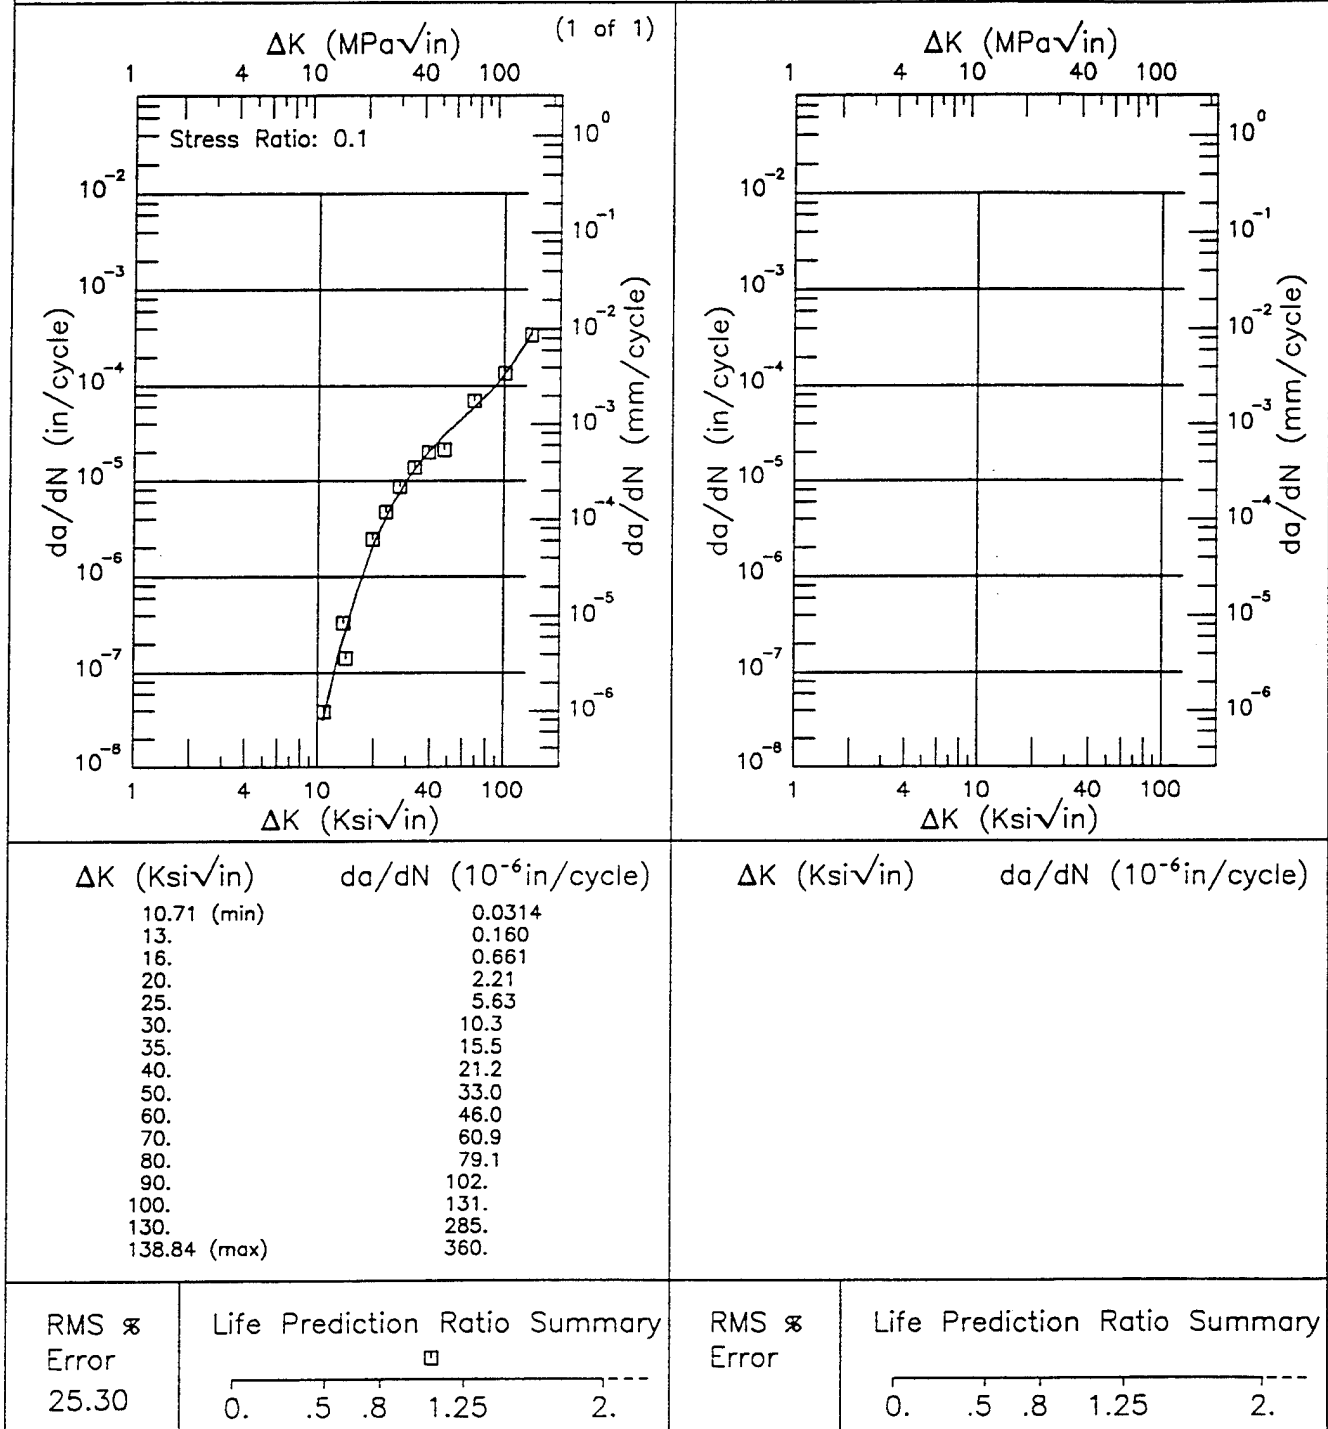 (1 of 1)
ΔK (MPa√in)
1 4 10 40 100
Stress Ratio: 0.1
10⁰
10⁻²
10⁻¹
10⁻³
10⁻²
10⁻⁴
10⁻³
10⁻⁵
10⁻⁴
10⁻⁶
10⁻⁵
10⁻⁷
10⁻⁶
10⁻⁸
da/dN (in/cycle)
da/dN (mm/cycle)
1 4 10 40 100
ΔK (Ksi√in)
ΔK (MPa√in)
1 4 10 40 100
10⁰
10⁻²
10⁻¹
10⁻³
10⁻²
10⁻⁴
10⁻³
10⁻⁵
10⁻⁴
10⁻⁶
10⁻⁵
10⁻⁷
10⁻⁶
10⁻⁸
da/dN (in/cycle)
da/dN (mm/cycle)
1 4 10 40 100
ΔK (Ksi√in)
ΔK (Ksi√in) da/dN (10⁻⁶in/cycle)
10.71 (min) 0.0314
13. 0.160
16. 0.661
20. 2.21
25. 5.63
30. 10.3
35. 15.5
40. 21.2
50. 33.0
60. 46.0
70. 60.9
80. 79.1
90. 102.
100. 131.
130. 285.
138.84 (max) 360.
ΔK (Ksi√in) da/dN (10⁻⁶in/cycle)
RMS %
Error
25.30
Life Prediction Ratio Summary
0. .5 .8 1.25 2.
RMS %
Error
Life Prediction Ratio Summary
0. .5 .8 1.25 2.